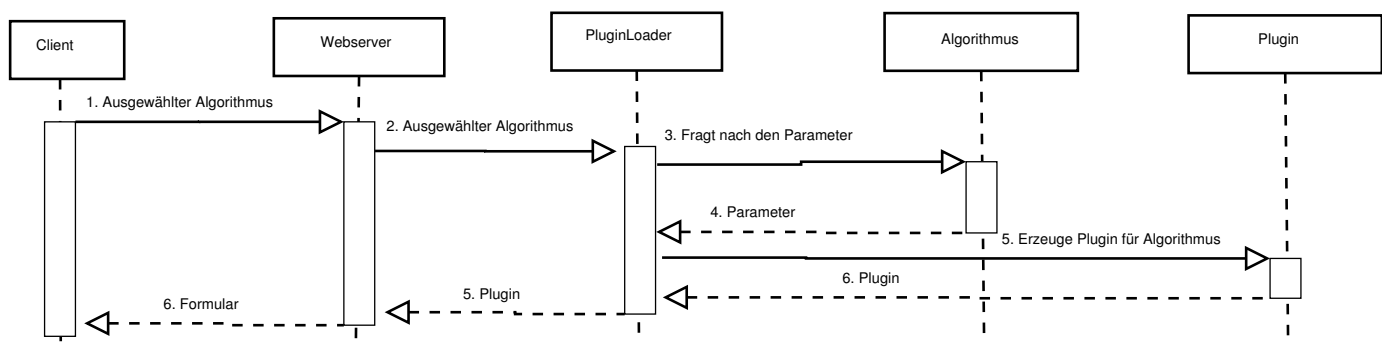 Client
Webserver
PluginLoader
Algorithmus
Plugin
1. Ausgewählter Algorithmus
2. Ausgewählter Algorithmus
3. Fragt nach den Parameter
4. Parameter
5. Erzeuge Plugin für Algorithmus
6. Plugin
5. Plugin
6. Formular